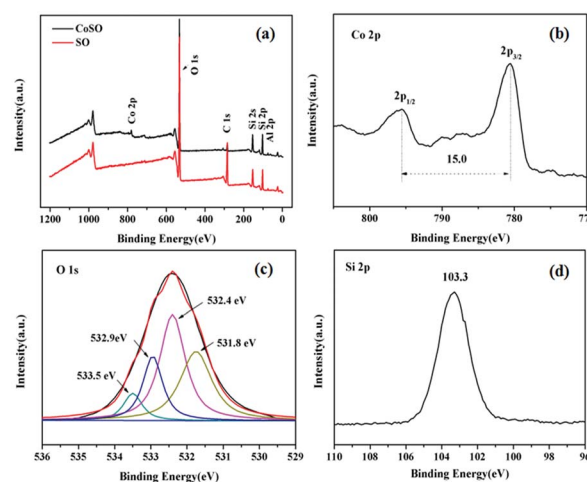 (a)
CoSO
SO
O 1s
Co 2p
C 1s
Si 2s
Si 2p
Al 2p
Intensity(a.u.)
1200 1000 800 600 400 200 0
Binding Energy(eV)
(b)
Co 2p
2p3/2
2p1/2
15.0
Intensity(a.u.)
800 790 780 770
Binding Energy(eV)
(c)
O 1s
532.4 eV
532.9eV
531.8 eV
533.5 eV
Intensity(a.u.)
536 535 534 533 532 531 530 529
Binding Energy(eV)
(d)
Si 2p
103.3
Intensity(a.u.)
110 108 106 104 102 100 98 96
Binding Energy(eV)